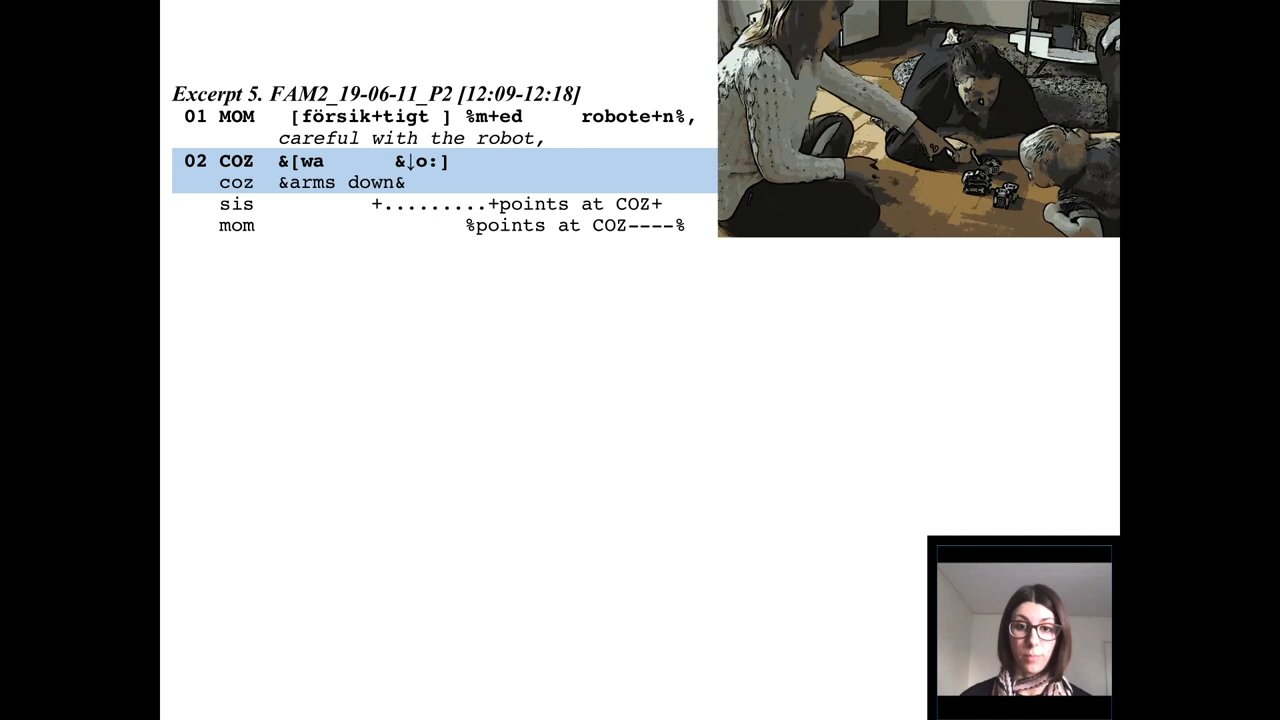 Excerpt 5. FAM2_19-06-11_P2 [12:09-12:18]
01 MOM [försik+tigt ] %m+ed robote+n%,
careful with the robot,
02 COZ &[wa &↓o:]
coz &arms down&
sis +.........+points at COZ+
mom %points at COZ----%